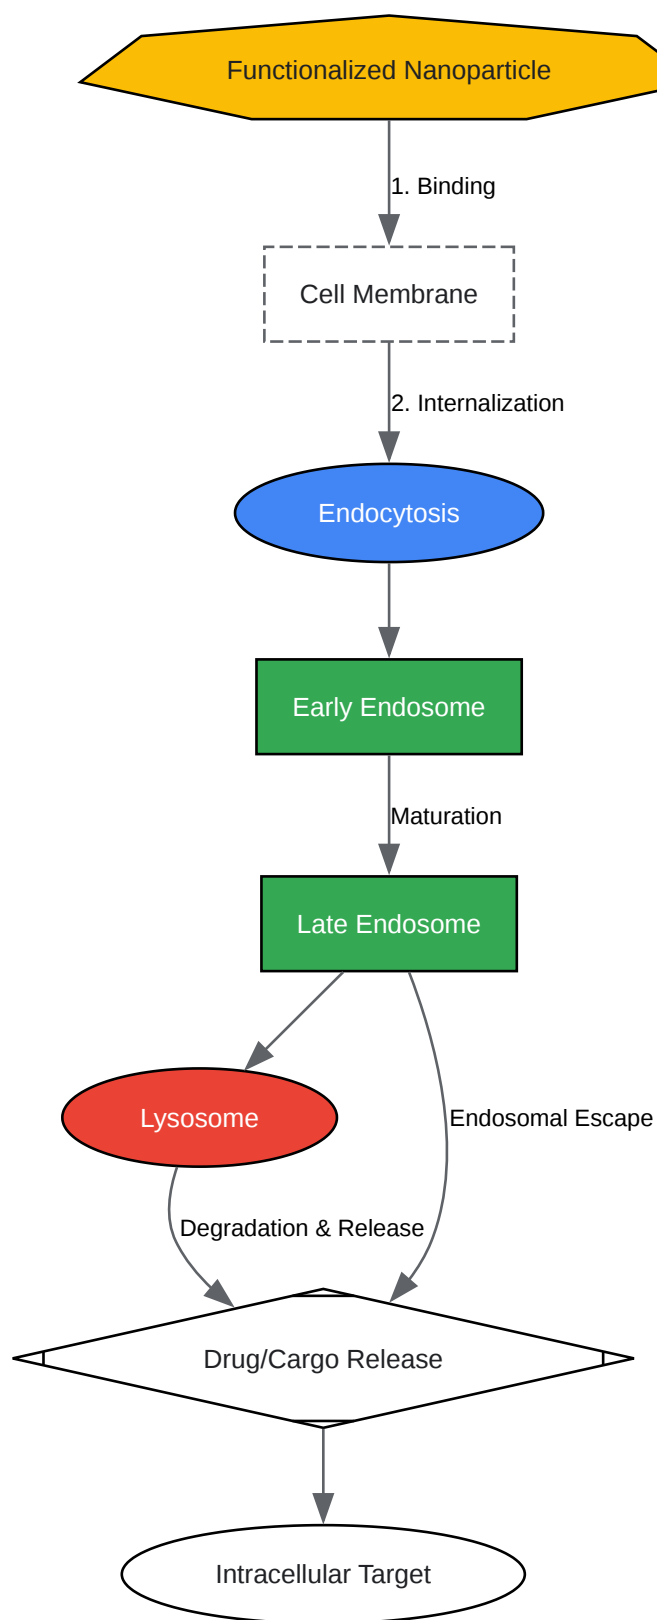 Functionalized Nanoparticle
1. Binding
Cell Membrane
2. Internalization
Endocytosis
Early Endosome
Maturation
Late Endosome
Lysosome
Endosomal Escape
Degradation & Release
Drug/Cargo Release
Intracellular Target